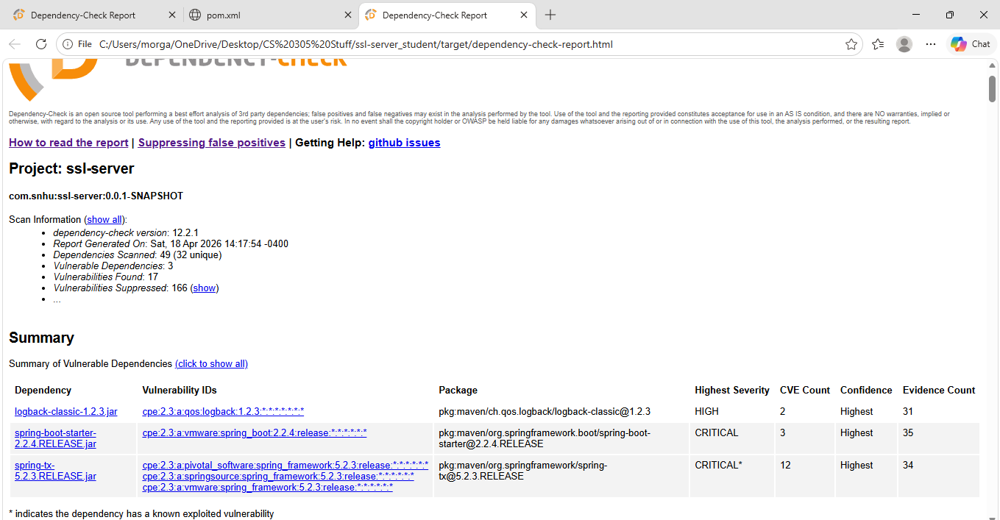 Dependency-Check Report
pom.xml
Dependency-Check Report
File C:/Users/morga/OneDrive/Desktop/CS%20305%20Stuff/ssl-server_student/target/dependency-check-report.html
Chat
DEPENDENCY-CHECK
Dependency-Check is an open source tool performing a best effort analysis of 3rd party dependencies; false positives and false negatives may exist in the analysis performed by the tool. Use of the tool and the reporting provided constitutes acceptance for use in an AS IS condition, and there are NO warranties, implied or
otherwise, with regard to the analysis or its use. Any use of the tool and the reporting provided is at the user's risk. In no event shall the copyright holder or OWASP be held liable for any damages whatsoever arising out of or in connection with the use of this tool, the analysis performed, or the resulting report.
How to read the report | Suppressing false positives | Getting Help: github issues
Project: ssl-server
com.snhu:ssl-server:0.0.1-SNAPSHOT
Scan Information (show all):
• dependency-check version: 12.2.1
• Report Generated On: Sat, 18 Apr 2026 14:17:54 -0400
• Dependencies Scanned: 49 (32 unique)
• Vulnerable Dependencies: 3
• Vulnerabilities Found: 17
• Vulnerabilities Suppressed: 166 (show)
• ...
Summary
Summary of Vulnerable Dependencies (click to show all)
Dependency Vulnerability IDs Package Highest Severity CVE Count Confidence Evidence Count
logback-classic-1.2.3.jar cpe:2.3:a:qos:logback:1.2.3:*:*:*:*:*:*:* pkg:maven/ch.qos.logback/logback-classic@1.2.3 HIGH 2 Highest 31
spring-boot-starter- cpe:2.3:a:vmware:spring_boot:2.2.4:release:*:*:*:*:*:* pkg:maven/org.springframework.boot/spring-boot- CRITICAL 3 Highest 35
2.2.4.RELEASE.jar starter@2.2.4.RELEASE
spring-tx- cpe:2.3:a:pivotal_software:spring_framework:5.2.3:release:*:*:*:*:*:* pkg:maven/org.springframework/spring- CRITICAL* 12 Highest 34
5.2.3.RELEASE.jar cpe:2.3:a:springsource:spring_framework:5.2.3:release:*:*:*:*:*:* tx@5.2.3.RELEASE
cpe:2.3:a:vmware:spring_framework:5.2.3:release:*:*:*:*:*:*
* indicates the dependency has a known exploited vulnerability